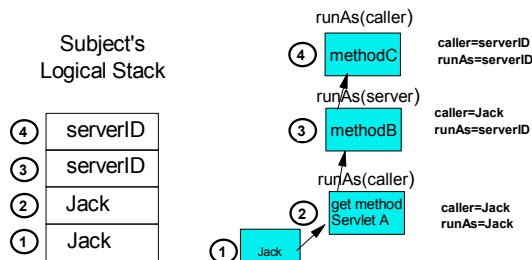 Subject's
Logical Stack
4
serverID
3
serverID
2
Jack
1
Jack
runAs(caller)
4
methodC
caller=serverID
runAs=serverID
runAs(server)
3
methodB
caller=Jack
runAs=serverID
runAs(caller)
2
get method
Servlet A
caller=Jack
runAs=Jack
1
Jack